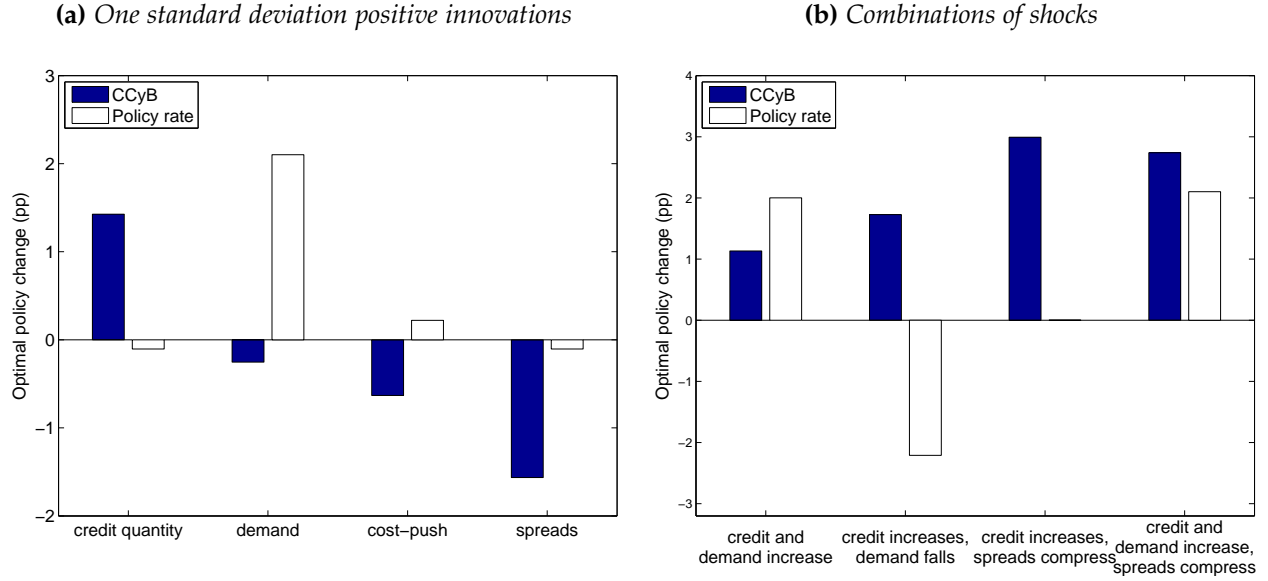 (a) One standard deviation positive innovations
3
2
1
0
−1
−2
Optimal policy change (pp)
CCyB
Policy rate
credit quantity
demand
cost−push
spreads
(b) Combinations of shocks
4
3
2
1
0
−1
−2
−3
Optimal policy change (pp)
CCyB
Policy rate
credit and
demand increase
credit increases,
demand falls
credit increases,
spreads compress
credit and
demand increase,
spreads compress